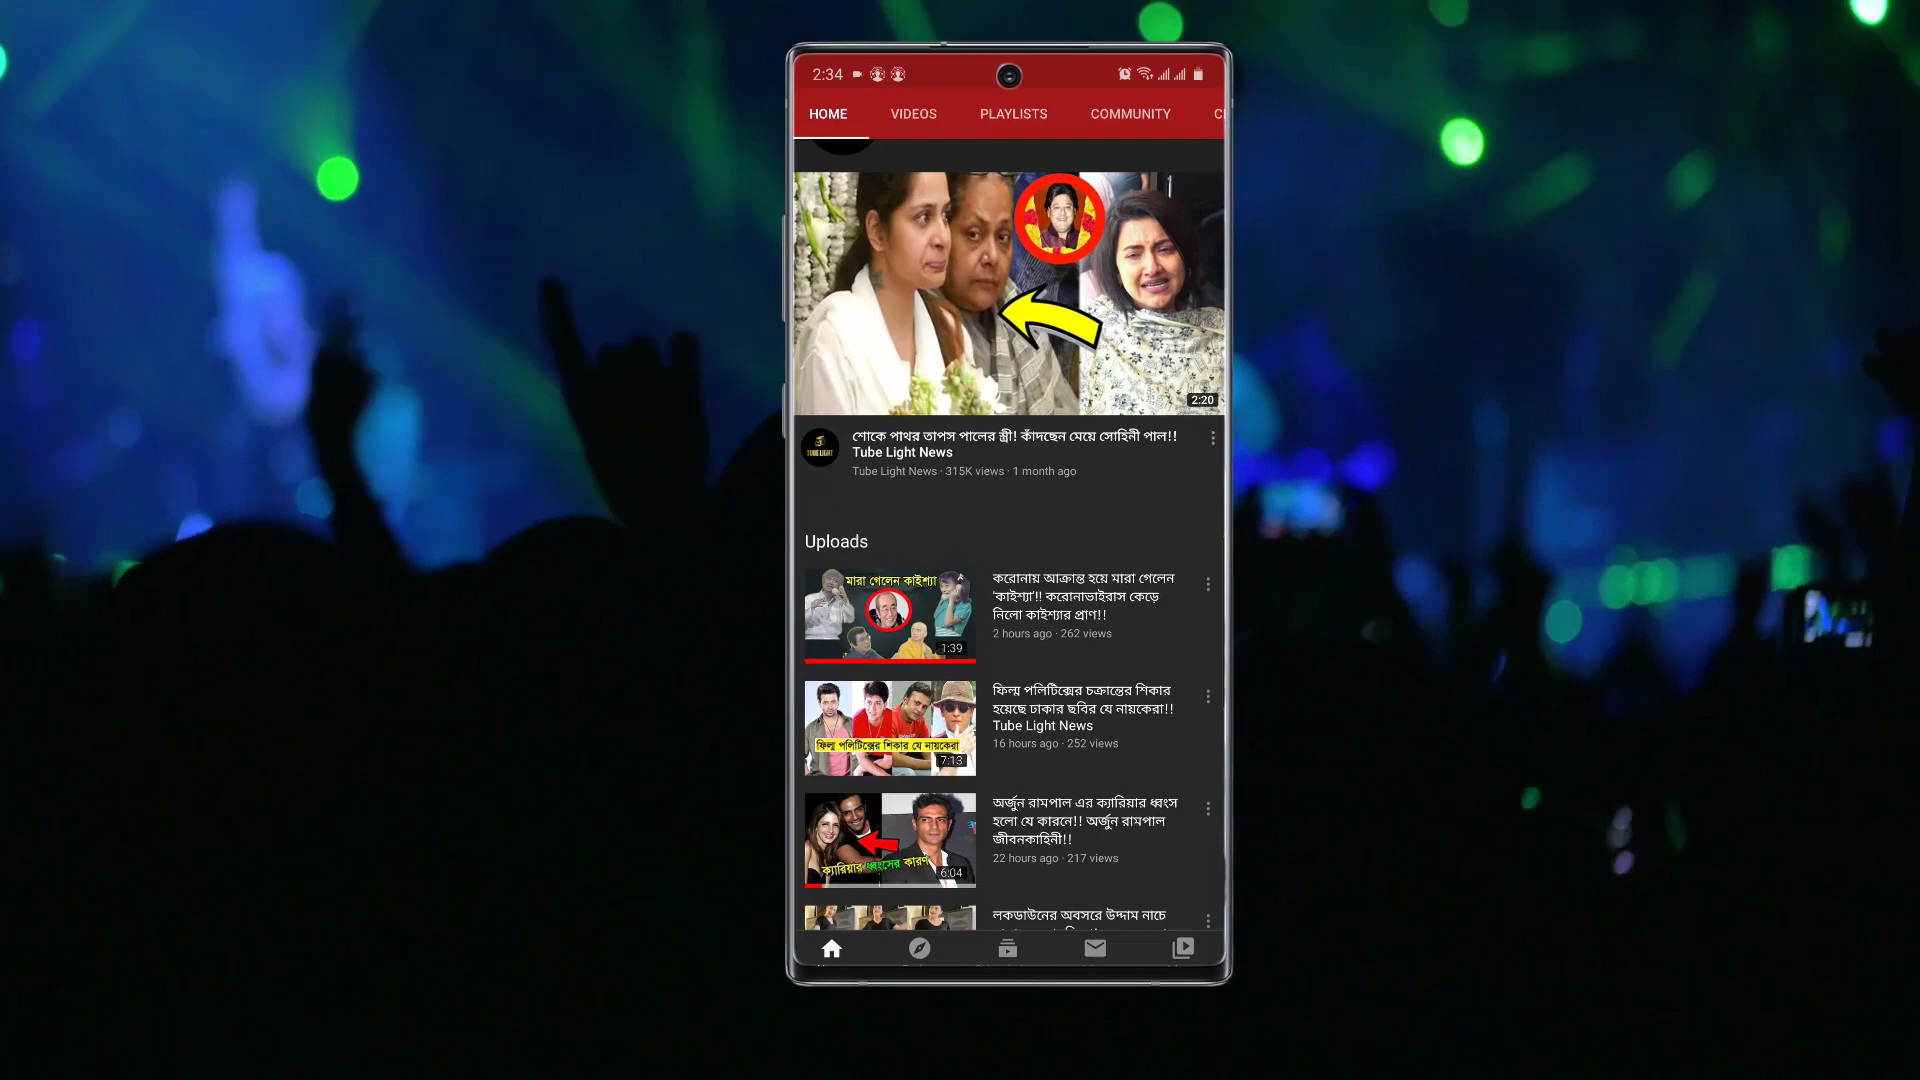 2:34
HOME VIDEOS PLAYLISTS COMMUNITY
2:20
TUBE LIGHT
শোকে পাথর তাপস পালের স্ত্রী! কাঁদছেন মেয়ে সোহিনী পাল!!
Tube Light News
Tube Light News · 315K views · 1 month ago
Uploads
মারা গেলেন কাইশ্যা
1:39
করোনায় আক্রান্ত হয়ে মারা গেলেন
'কাইশ্যা'!! করোনাভাইরাস কেড়ে
নিলো কাইশ্যার প্রাণ!!
2 hours ago · 262 views
ফিল্ম পলিটিক্সের শিকার যে নায়কেরা
7:13
ফিল্ম পলিটিক্সের চক্রান্তের শিকার
হয়েছে ঢাকার ছবির যে নায়কেরা!!
Tube Light News
16 hours ago · 252 views
ক্যারিয়ার ধ্বংসের কারণ
6:04
অর্জুন রামপাল এর ক্যারিয়ার ধ্বংস
হলো যে কারনে!! অর্জুন রামপাল
জীবনকাহিনী!!
22 hours ago · 217 views
লকডাউনের অবসরে উদ্দাম নাচে